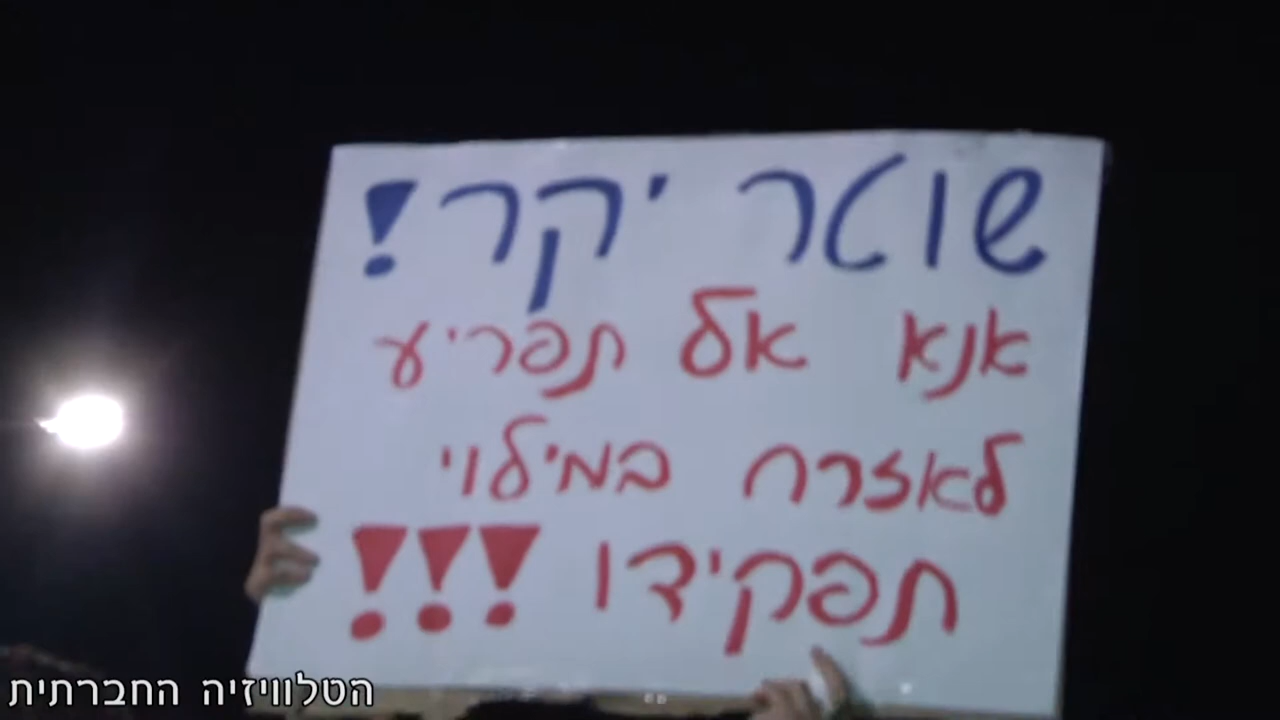 שוטר יקר!
אנא אל תפריע
לאזרח במילוי
תפקידו!!!
הטלוויזיה החברתית